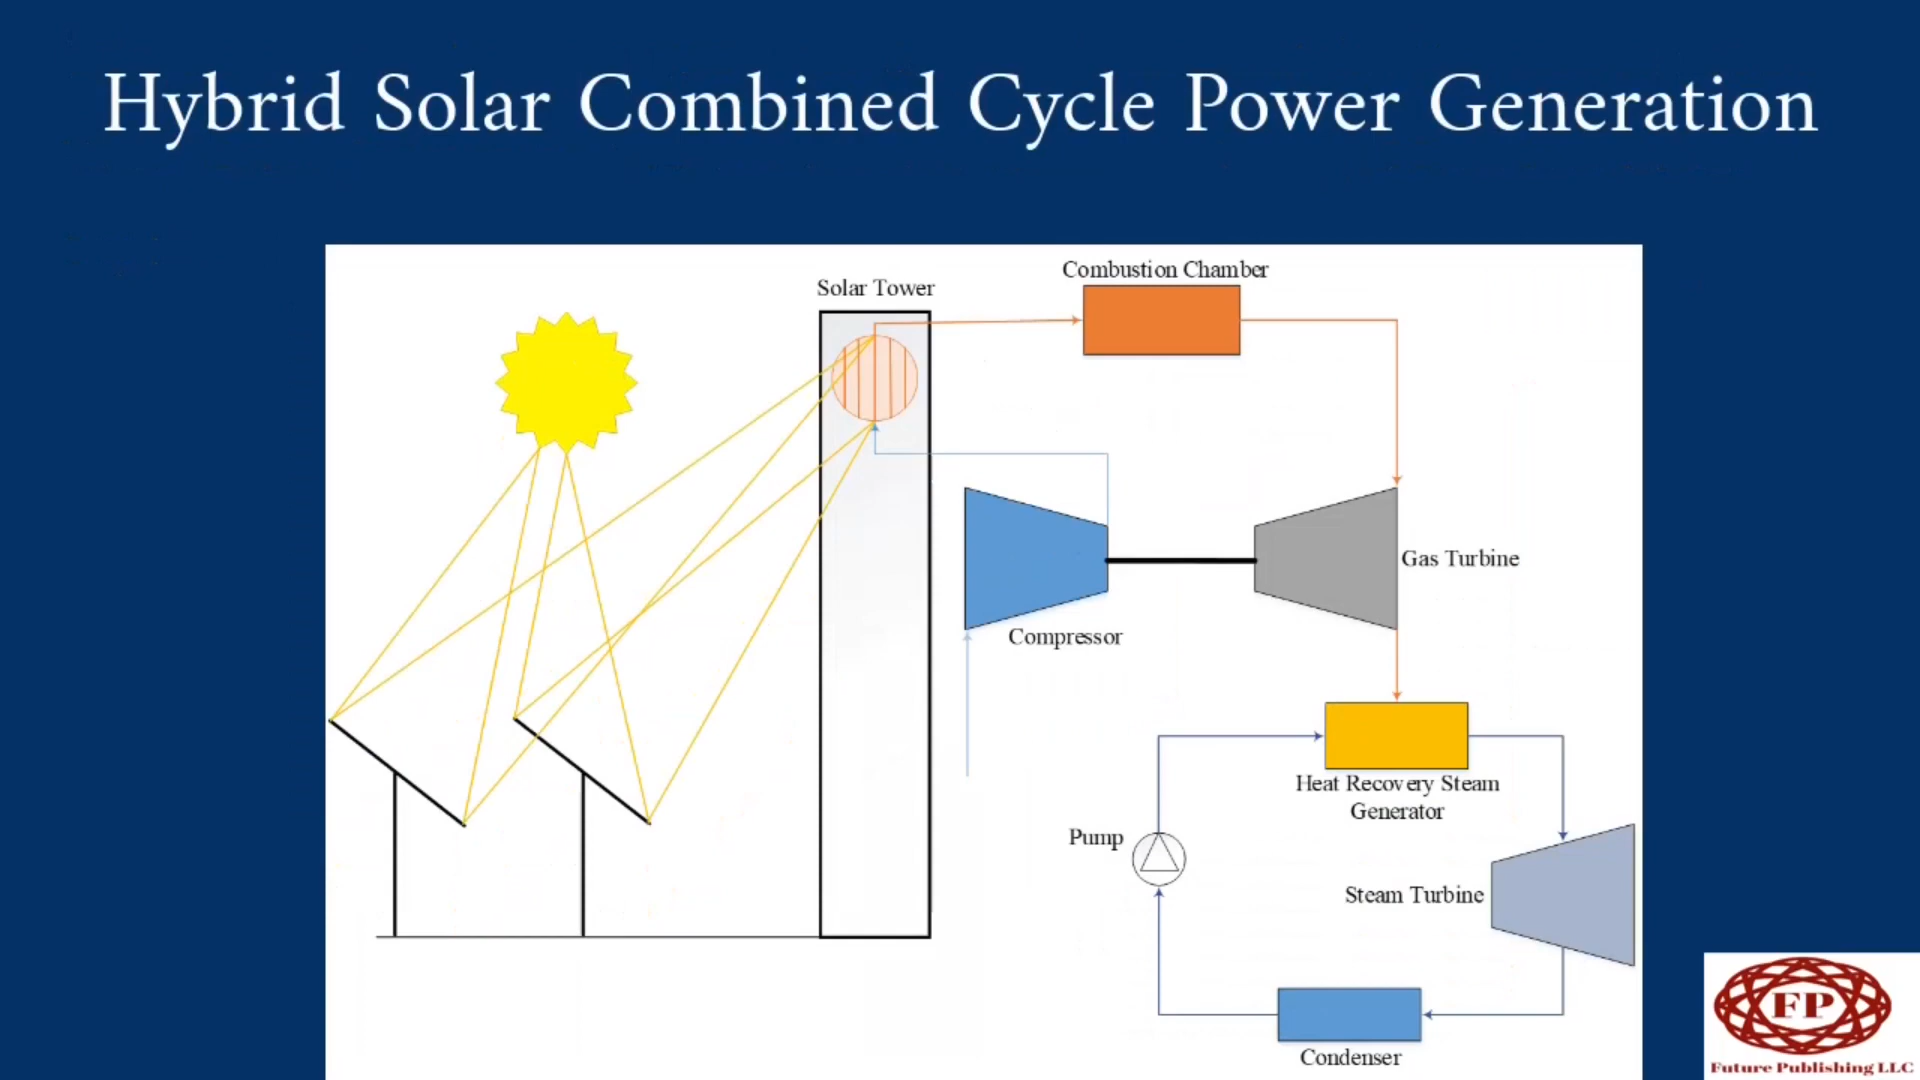 Hybrid Solar Combined Cycle Power Generation
Combustion Chamber
Solar Tower
Gas Turbine
Compressor
Heat Recovery Steam
Generator
Pump
Steam Turbine
Condenser
FP
Future Publishing LLC